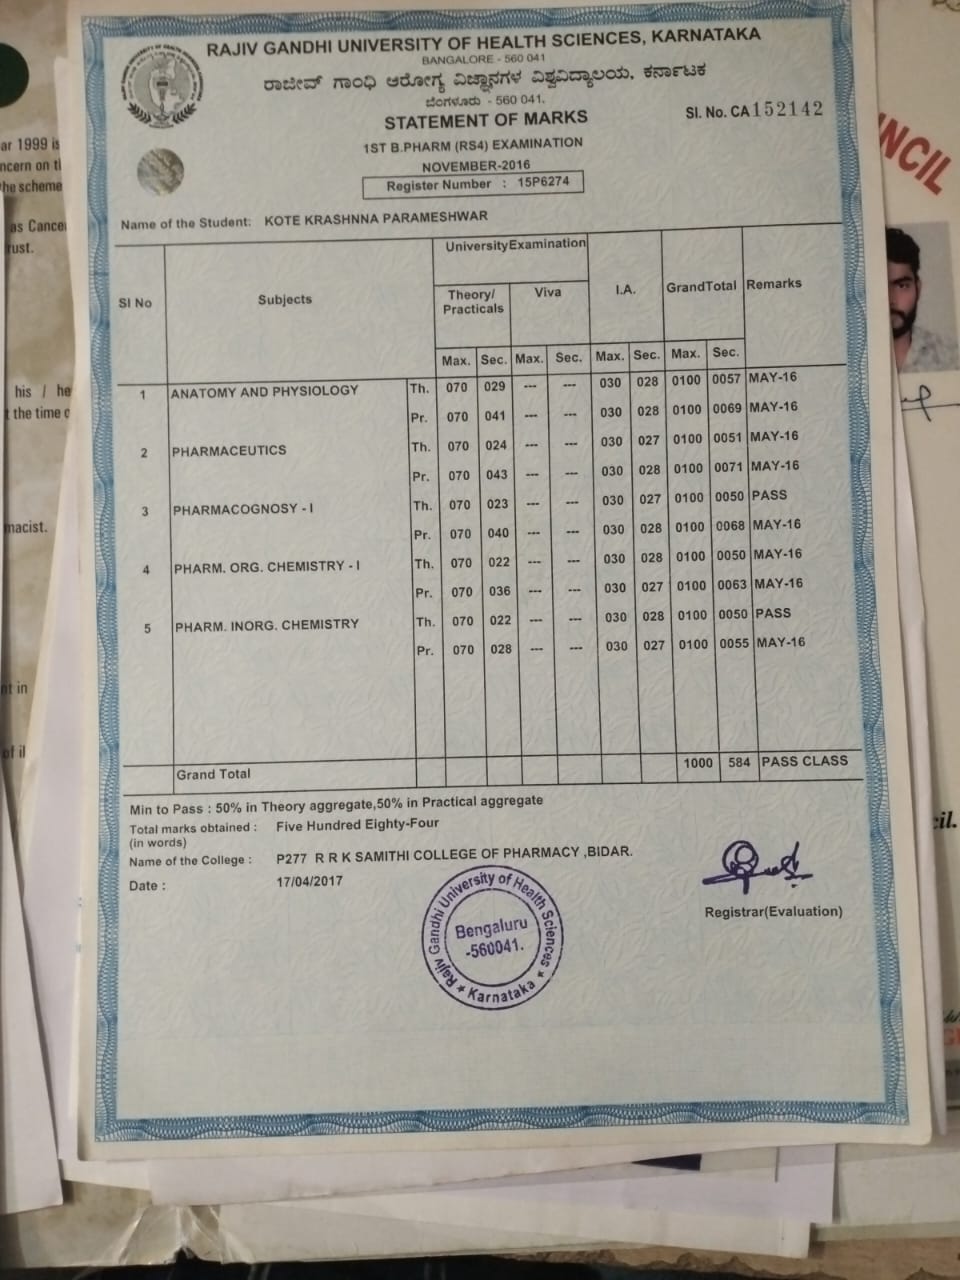 RAJIV GANDHI UNIVERSITY OF HEALTH SCIENCES, KARNATAKA
BANGALORE - 560 041
ರಾಜೀವ್ ಗಾಂಧಿ ಆರೋಗ್ಯ ವಿಜ್ಞಾನಗಳ ವಿಶ್ವವಿದ್ಯಾಲಯ, ಕರ್ನಾಟಕ
ಬೆಂಗಳೂರು - 560 041.
STATEMENT OF MARKS
Sl. No. CA 152142
1ST B.PHARM (RS4) EXAMINATION
NOVEMBER-2016
Register Number : 15P6274
Name of the Student: KOTE KRASHNNA PARAMESHWAR
Sl No Subjects UniversityExamination I.A. GrandTotal Remarks
Theory/ Practicals Viva
Max. Sec. Max. Sec. Max. Sec. Max. Sec.
1 ANATOMY AND PHYSIOLOGY Th. 070 029 --- --- 030 028 0100 0057 MAY-16
Pr. 070 041 --- --- 030 028 0100 0069 MAY-16
2 PHARMACEUTICS Th. 070 024 --- --- 030 027 0100 0051 MAY-16
Pr. 070 043 --- --- 030 028 0100 0071 MAY-16
3 PHARMACOGNOSY - I Th. 070 023 --- --- 030 027 0100 0050 PASS
Pr. 070 040 --- --- 030 028 0100 0068 MAY-16
4 PHARM. ORG. CHEMISTRY - I Th. 070 022 --- --- 030 028 0100 0050 MAY-16
Pr. 070 036 --- --- 030 027 0100 0063 MAY-16
5 PHARM. INORG. CHEMISTRY Th. 070 022 --- --- 030 028 0100 0050 PASS
Pr. 070 028 --- --- 030 027 0100 0055 MAY-16
Grand Total 1000 584 PASS CLASS
Min to Pass : 50% in Theory aggregate,50% in Practical aggregate
Total marks obtained : Five Hundred Eighty-Four
(in words)
Name of the College : P277 R R K SAMITHI COLLEGE OF PHARMACY ,BIDAR.
Date : 17/04/2017
Registrar(Evaluation)
Rajiv Gandhi University of Health Sciences
Bengaluru
-560041.
★ Karnataka ★
ar 1999 is
ncern on
the scheme
as
rust.
his / he
t the time
macist.
nt in
of
NCIL
cil.